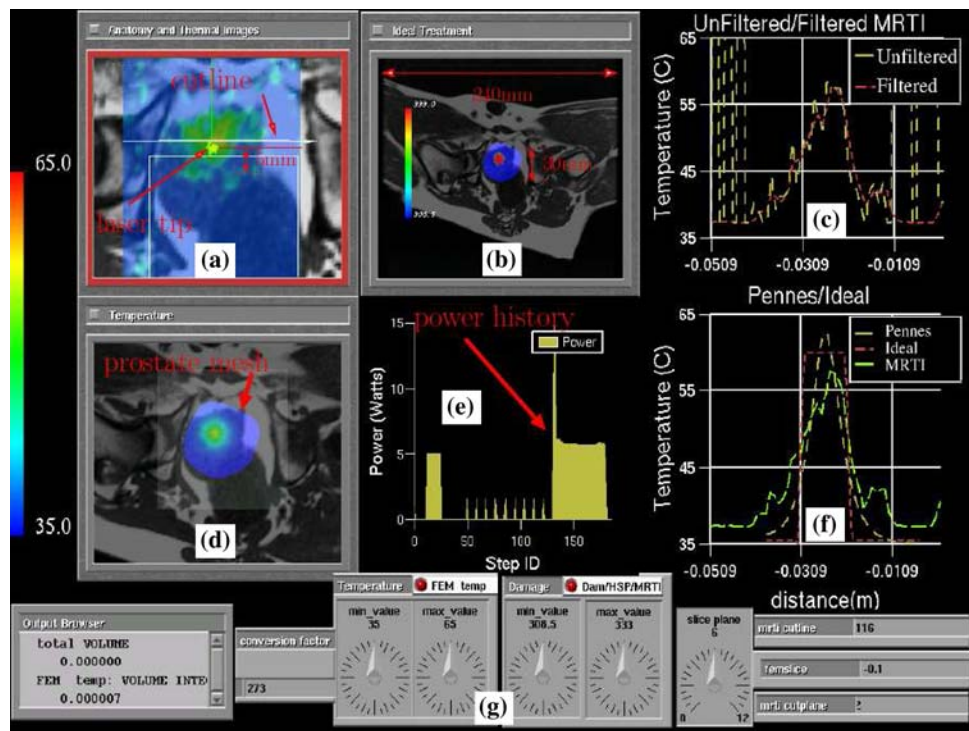 Anatomy and Thermal Images
cutline
5mm
laser tip
(a)
65.0
35.0
Ideal Treatment
240mm
30mm
(b)
UnFiltered/Filtered MRTI
Temperature (C)
65
55
45
35
Unfiltered
Filtered
(c)
-0.0509
-0.0309
-0.0109
Temperature
prostate mesh
(d)
power history
Power
Power (Watts)
15
10
5
0
(e)
0
50
100
150
Step ID
Pennes/Ideal
Temperature (C)
65
55
45
35
Pennes
Ideal
MRTI
(f)
-0.0509
-0.0309
-0.0109
distance(m)
Output Browser
total VOLUME
0.000000
FEM temp: VOLUME INTE
0.000007
conversion factor
273
Temperature
FEM temp
min_value
35
max_value
65
Damage
Dam/HSP/MRTI
min_value
308.5
max_value
333
(g)
slice plane
6
0
12
mrti cutline
116
femslice
-0.1
mrti cutplane
2